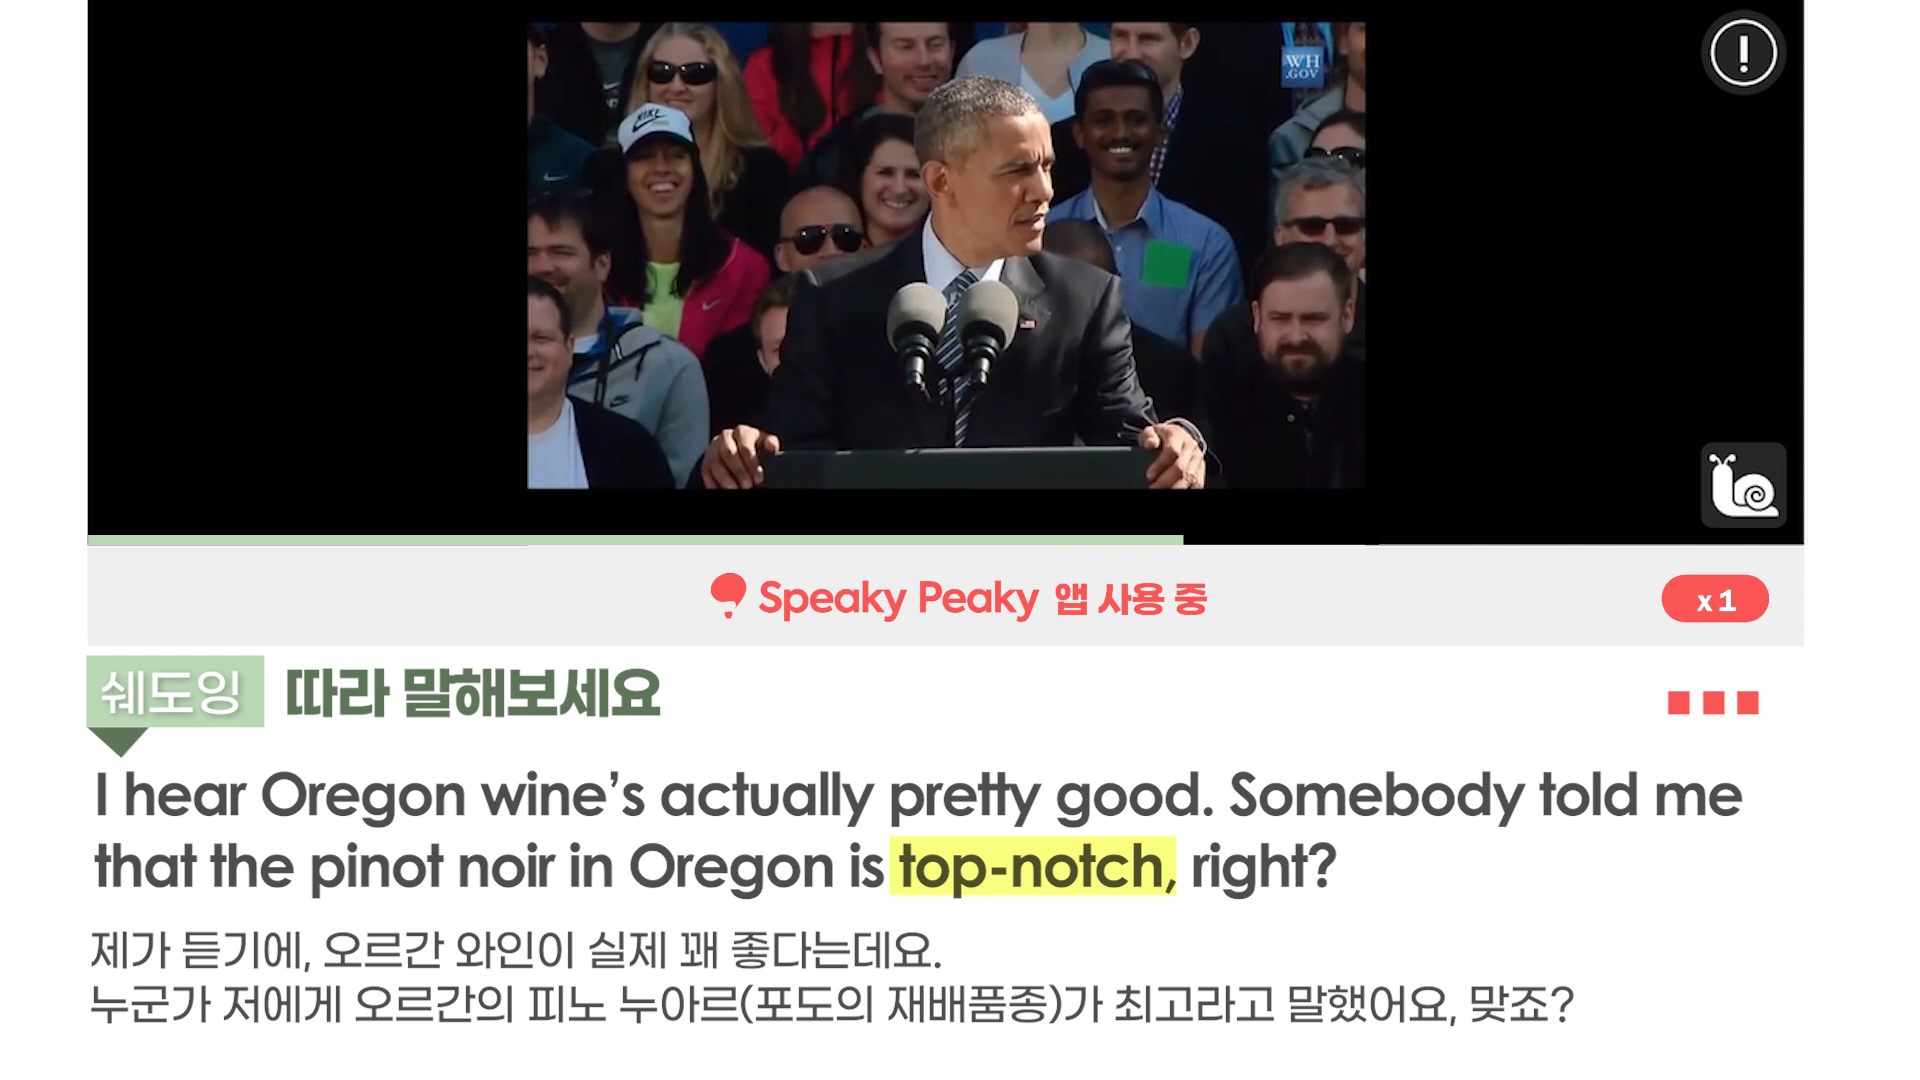 WH
.GOV
NIKE
Speaky Peaky 앱 사용 중
x 1
쉐도잉 따라 말해보세요
I hear Oregon wine’s actually pretty good. Somebody told me
that the pinot noir in Oregon is top-notch, right?
제가 듣기에, 오르간 와인이 실제 꽤 좋다는데요.
누군가 저에게 오르간의 피노 누아르(포도의 재배품종)가 최고라고 말했어요, 맞죠?